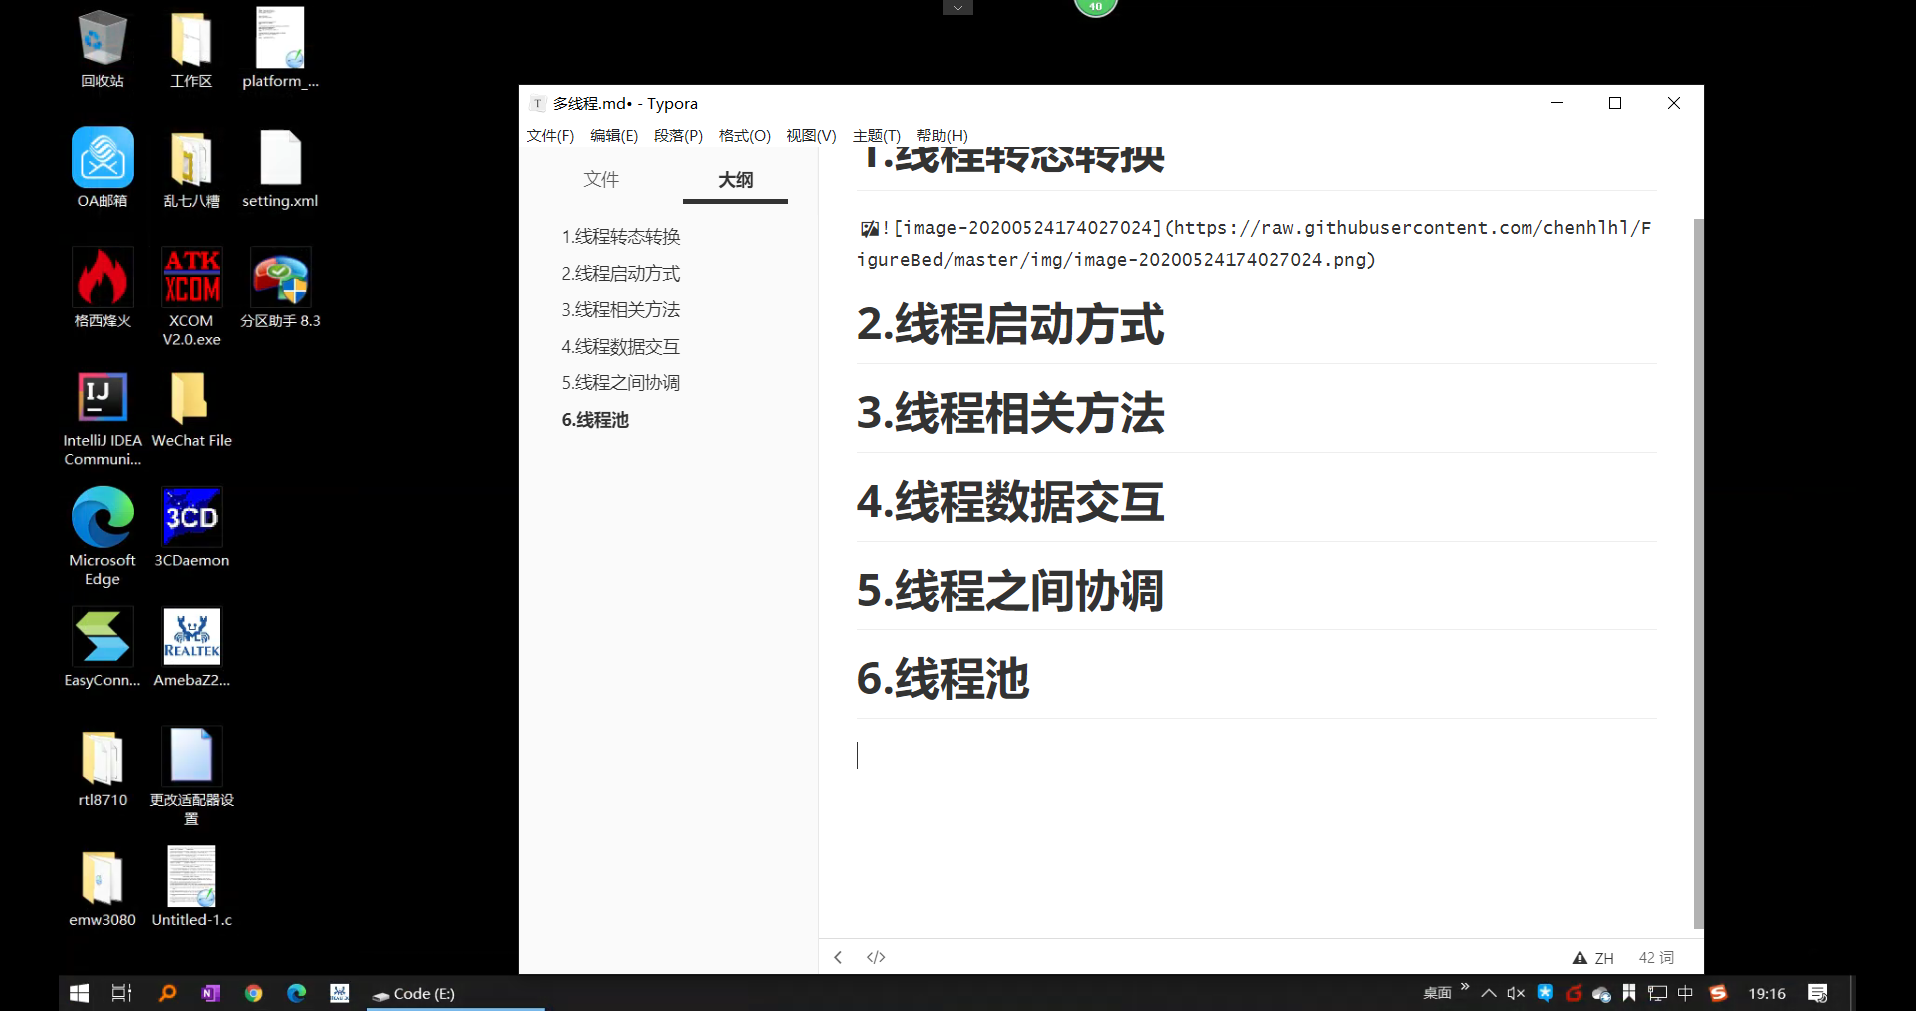 40
回收站
工作区
platform_...
OA邮箱
乱七八糟
setting.xml
格西烽火
ATK
XCOM
XCOM
V2.0.exe
分区助手 8.3
IJ
IntelliJ IDEA
Communi...
WeChat File
Microsoft
Edge
3CD
3CDaemon
EasyConn...
REALTEK
AmebaZ2...
rtl8710
更改适配器设
置
emw3080
Untitled-1.c
T 多线程.md• - Typora
文件(F) 编辑(E) 段落(P) 格式(O) 视图(V) 主题(T) 帮助(H)
文件 大纲
1.线程转态转换
2.线程启动方式
3.线程相关方法
4.线程数据交互
5.线程之间协调
6.线程池
1.线程转态转换
![image-20200524174027024](https://raw.githubusercontent.com/chenhlhl/F
igureBed/master/img/image-20200524174027024.png)
2.线程启动方式
3.线程相关方法
4.线程数据交互
5.线程之间协调
6.线程池
</> ZH 42 词
Code (E:)
桌面 » 中 19:16